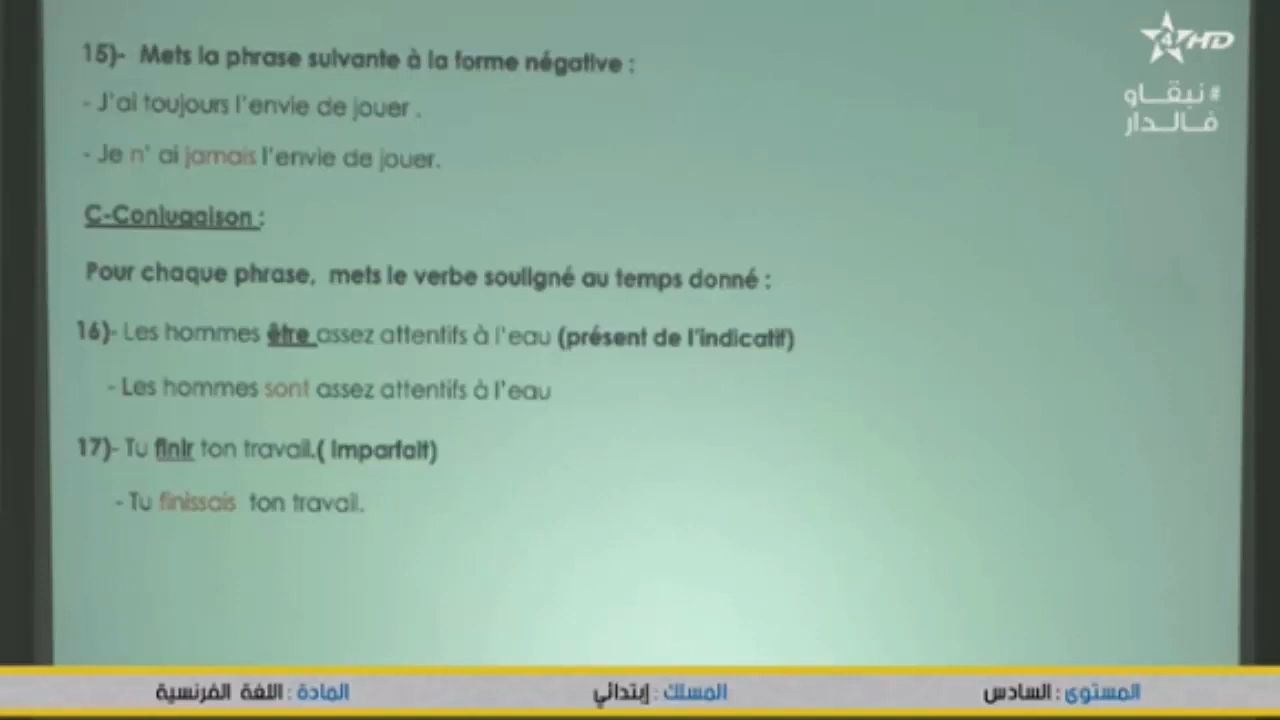 15)- Mets la phrase suivante à la forme négative :
- J'ai toujours l'envie de jouer .
- Je n' ai jamais l'envie de jouer.
C-Conjugaison :
Pour chaque phrase, mets le verbe souligné au temps donné :
16)- Les hommes être assez attentifs à l'eau (présent de l'indicatif)
- Les hommes sont assez attentifs à l'eau
17)- Tu finir ton travail.( Imparfait)
- Tu finissais ton travail.
4 HD
#نبقاو
فالدار
المستوى : السادس
المسلك : إبتدائي
المادة : اللغة الفرنسية